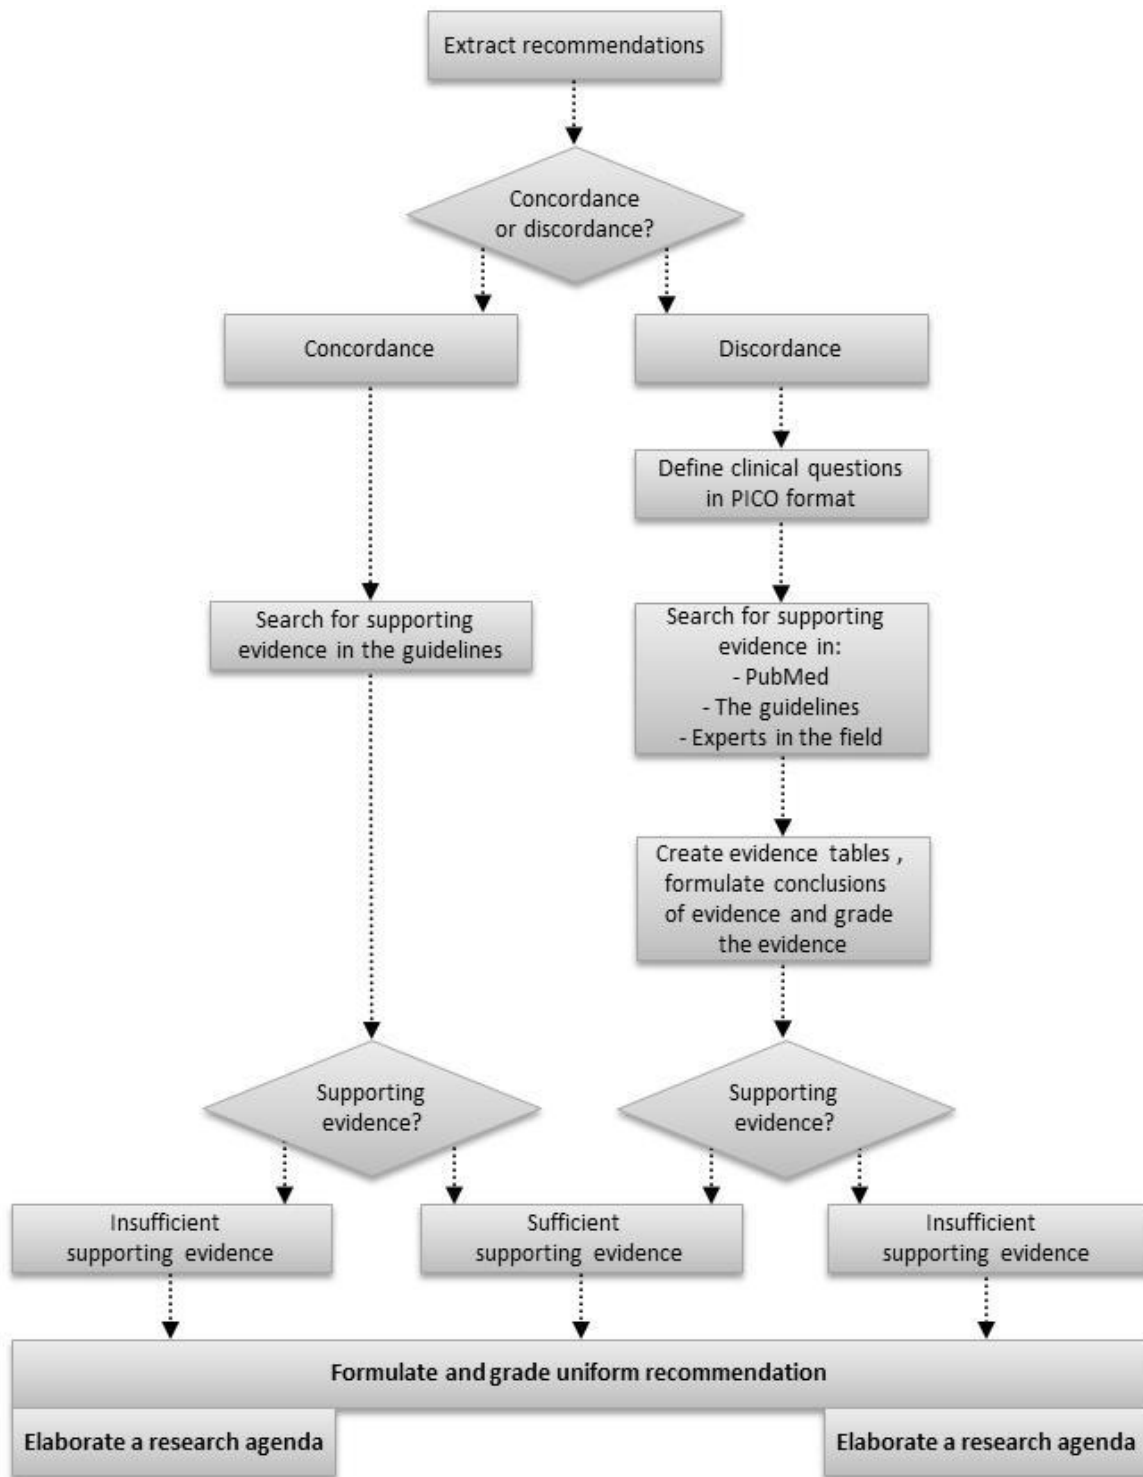 Extract recommendations
Concordance
or discordance?
Concordance
Discordance
Define clinical questions
in PICO format
Search for supporting
evidence in the guidelines
Search for supporting
evidence in:
- PubMed
- The guidelines
- Experts in the field
Create evidence tables ,
formulate conclusions
of evidence and grade
the evidence
Supporting
evidence?
Supporting
evidence?
Insufficient
supporting evidence
Sufficient
supporting evidence
Insufficient
supporting evidence
Formulate and grade uniform recommendation
Elaborate a research agenda
Elaborate a research agenda